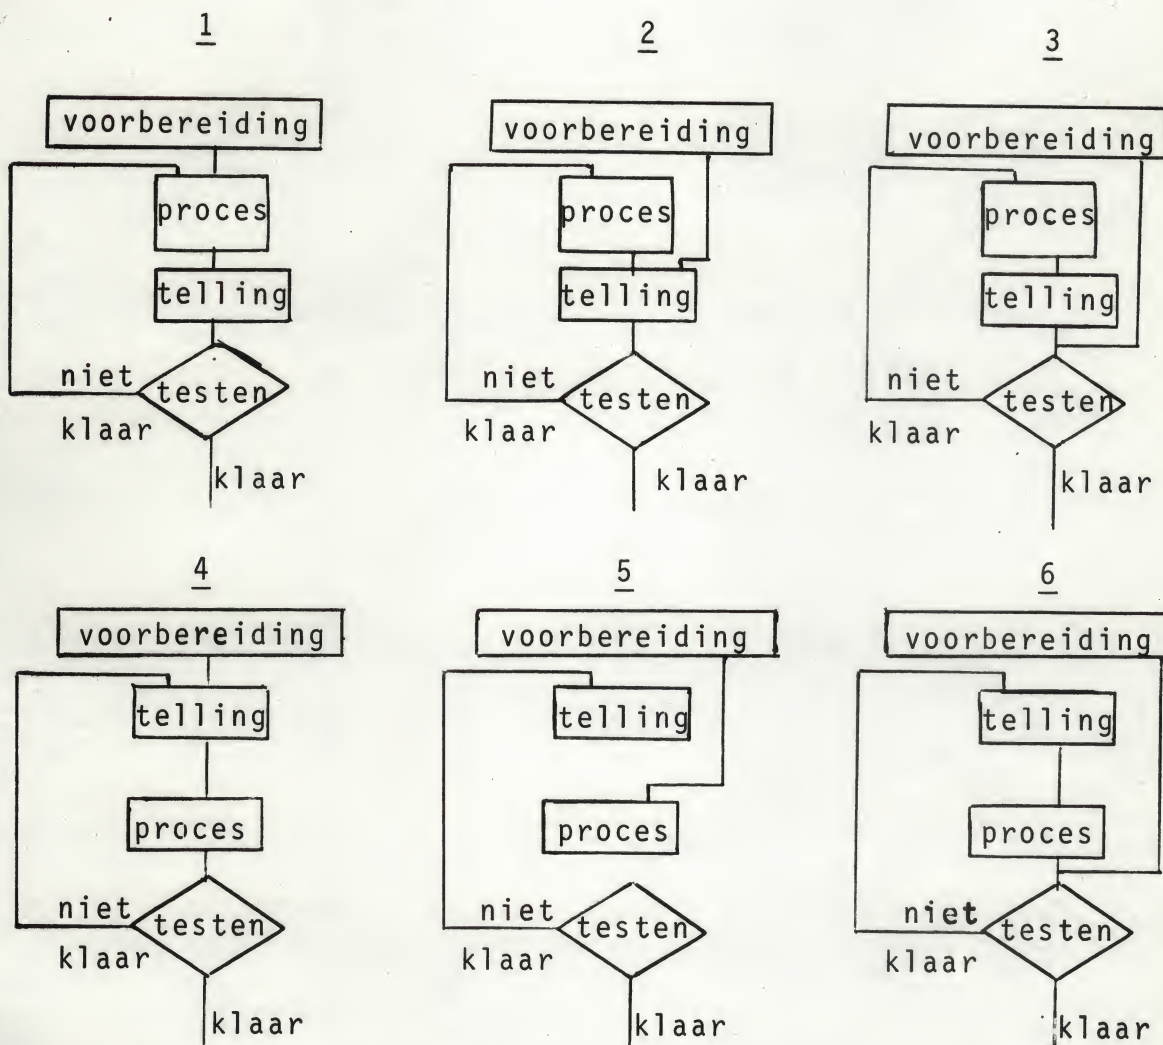 1
voorbereiding
proces
telling
niet
testen
klaar
klaar
2
voorbereiding
proces
telling
niet
testen
klaar
klaar
3
voorbereiding
proces
telling
niet
testen
klaar
klaar
4
voorbereiding
telling
proces
niet
testen
klaar
klaar
5
voorbereiding
telling
proces
niet
testen
klaar
klaar
6
voorbereiding
telling
proces
niet
testen
klaar
klaar